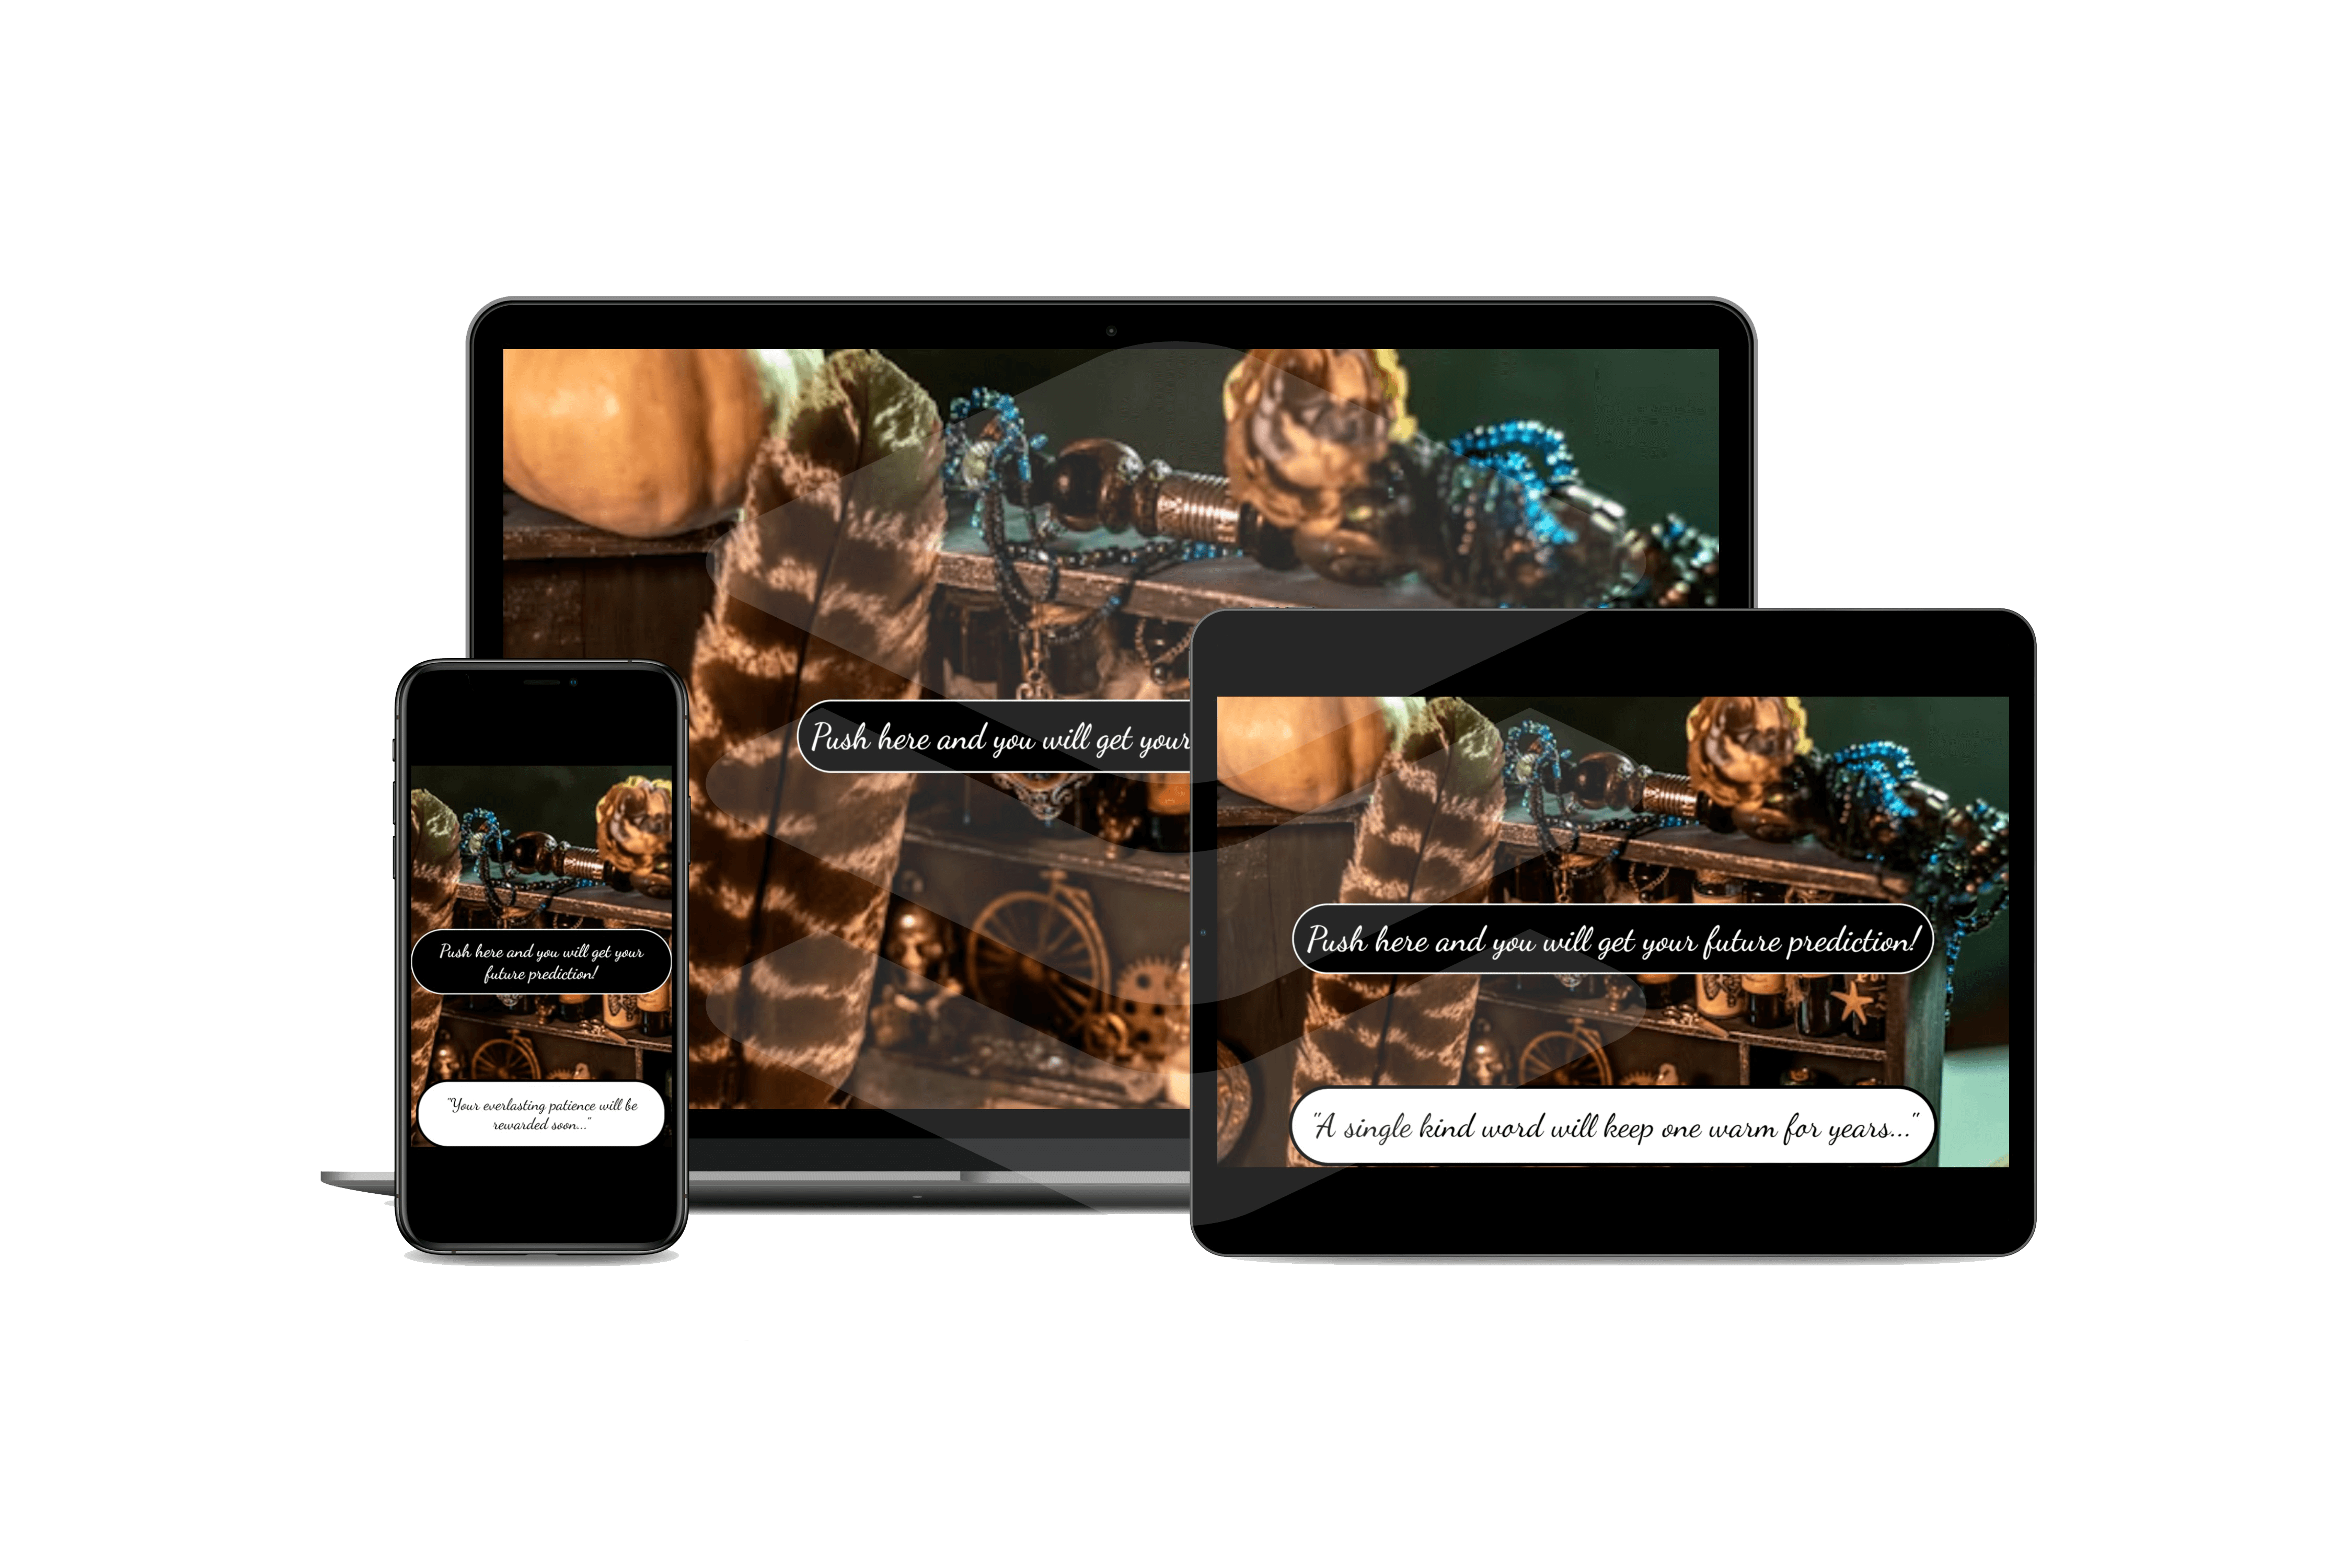 Push here and you will get your
Push here and you will get your
future prediction!
"Your everlasting patience will be
rewarded soon..."
Push here and you will get your future prediction!
"A single kind word will keep one warm for years..."